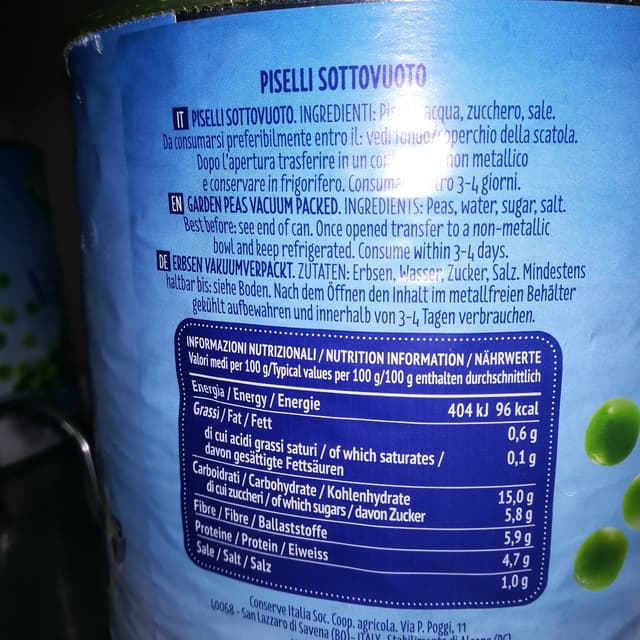 PISELLI SOTTOVUOTO
IT PISELLI SOTTOVUOTO. INGREDIENTI: acqua, zucchero, sale.
Da consumarsi preferibilmente entro il: vedi fondo/coperchio della scatola.
Dopo l'apertura trasferire in un non metallico
e conservare in frigorifero. 3-4 giorni.
EN GARDEN PEAS VACUUM PACKED. INGREDIENTS: Peas, water, sugar, salt.
Best before: see end of can. Once opened transfer to a non-metallic
bowl and keep refrigerated. Consume within 3-4 days.
DE ERBSEN VAKUUMVERPACKT. ZUTATEN: Erbsen, Wasser, Zucker, Salz. Mindestens
haltbar bis: siehe Boden. Nach dem Öffnen den Inhalt im metallfreien Behälter
gekühlt aufbewahren und innerhalb von 3-4 Tagen verbrauchen.
INFORMAZIONI NUTRIZIONALI / NUTRITION INFORMATION / NÄHRWERTE
Valori medi per 100 g/Typical values per 100 g/100 g enthalten durchschnittlich
Energia / Energy / Energie 404 kJ 96 kcal
Grassi / Fat / Fett 0,6 g
di cui acidi grassi saturi / of which saturates /
davon gesättigte Fettsäuren 0,1 g
Carboidrati / Carbohydrate / Kohlenhydrate 15,0 g
di cui zuccheri / of which sugars / davon Zucker 5,8 g
Fibre / Fibre / Ballaststoffe 5,9 g
Proteine / Protein / Eiweiss 4,7 g
Sale / Salt / Salz 1,0 g
Conserve Italia Soc. Coop. agricola. Via P. Poggi, 11
40068 - San Lazzaro di Savena (BO) - ITALY